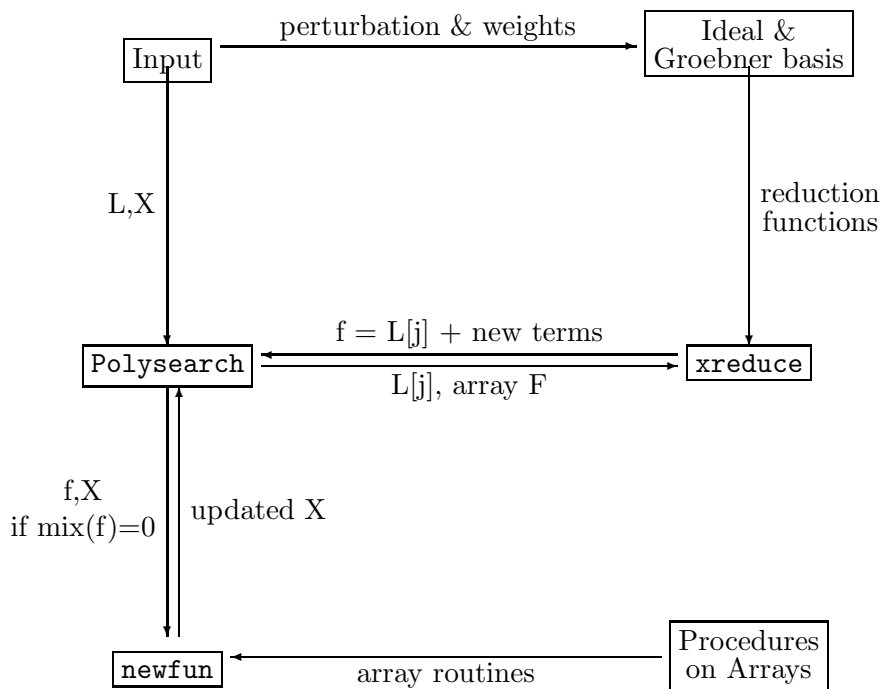 perturbation & weights
Input
Ideal &
Groebner basis
L,X
reduction
functions
f = L[j] + new terms
Polysearch
xreduce
L[j], array F
f,X
if mix(f)=0
updated X
newfun
array routines
Procedures
on Arrays